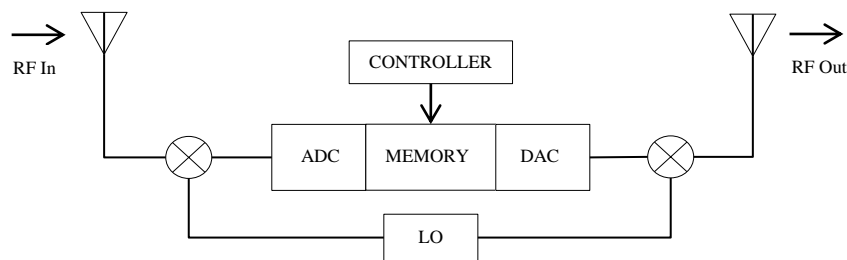 RF In
CONTROLLER
RF Out
ADC
MEMORY
DAC
LO